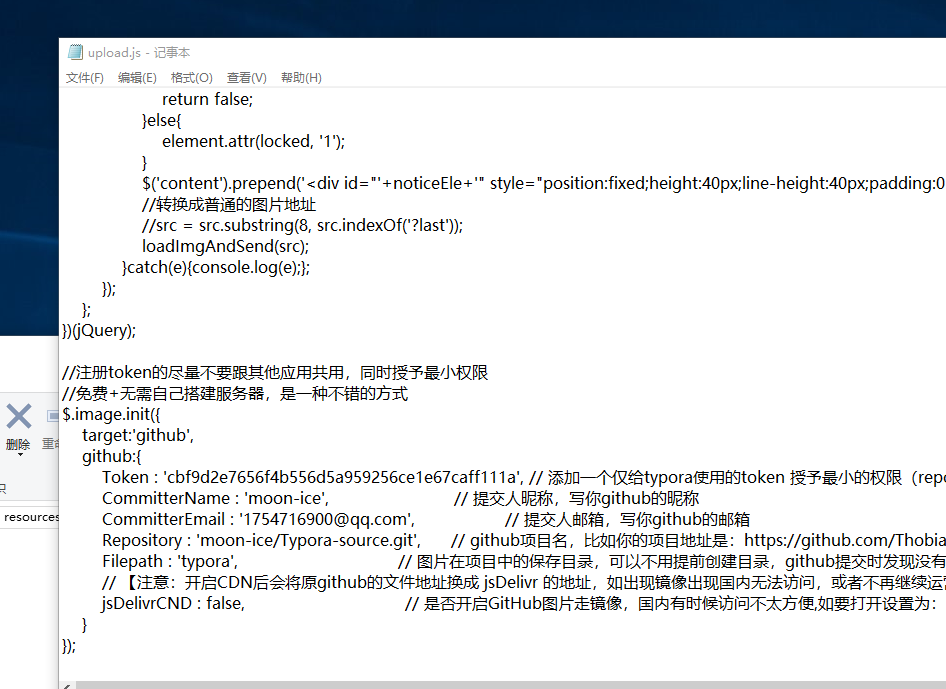 upload.js - 记事本
文件(F) 编辑(E) 格式(O) 查看(V) 帮助(H)
return false;
}else{
element.attr(locked, '1');
}
$('content').prepend('<div id="'+noticeEle+'" style="position:fixed;height:40px;line-height:40px;padding:0
//转换成普通的图片地址
//src = src.substring(8, src.indexOf('?last'));
loadImgAndSend(src);
}catch(e){console.log(e);};
});
};
})(jQuery);
//注册token的尽量不要跟其他应用共用，同时授予最小权限
//免费+无需自己搭建服务器，是一种不错的方式
$.image.init({
target:'github',
github:{
Token : 'cbf9d2e7656f4b556d5a959256ce1e67caff111a', // 添加一个仅给typora使用的token 授予最小的权限（repo
CommitterName : 'moon-ice', // 提交人昵称，写你github的昵称
CommitterEmail : '1754716900@qq.com', // 提交人邮箱，写你github的邮箱
Repository : 'moon-ice/Typora-source.git', // github项目名，比如你的项目地址是：https://github.com/Thobia
Filepath : 'typora', // 图片在项目中的保存目录，可以不用提前创建目录，github提交时发现没有
// 【注意：开启CDN后会将原github的文件地址换成 jsDelivr 的地址，如出现镜像出现国内无法访问，或者不再继续运营
jsDelivrCND : false, // 是否开启GitHub图片走镜像，国内有时候访问不太方便,如要打开设置为：
}
});
删除
resources